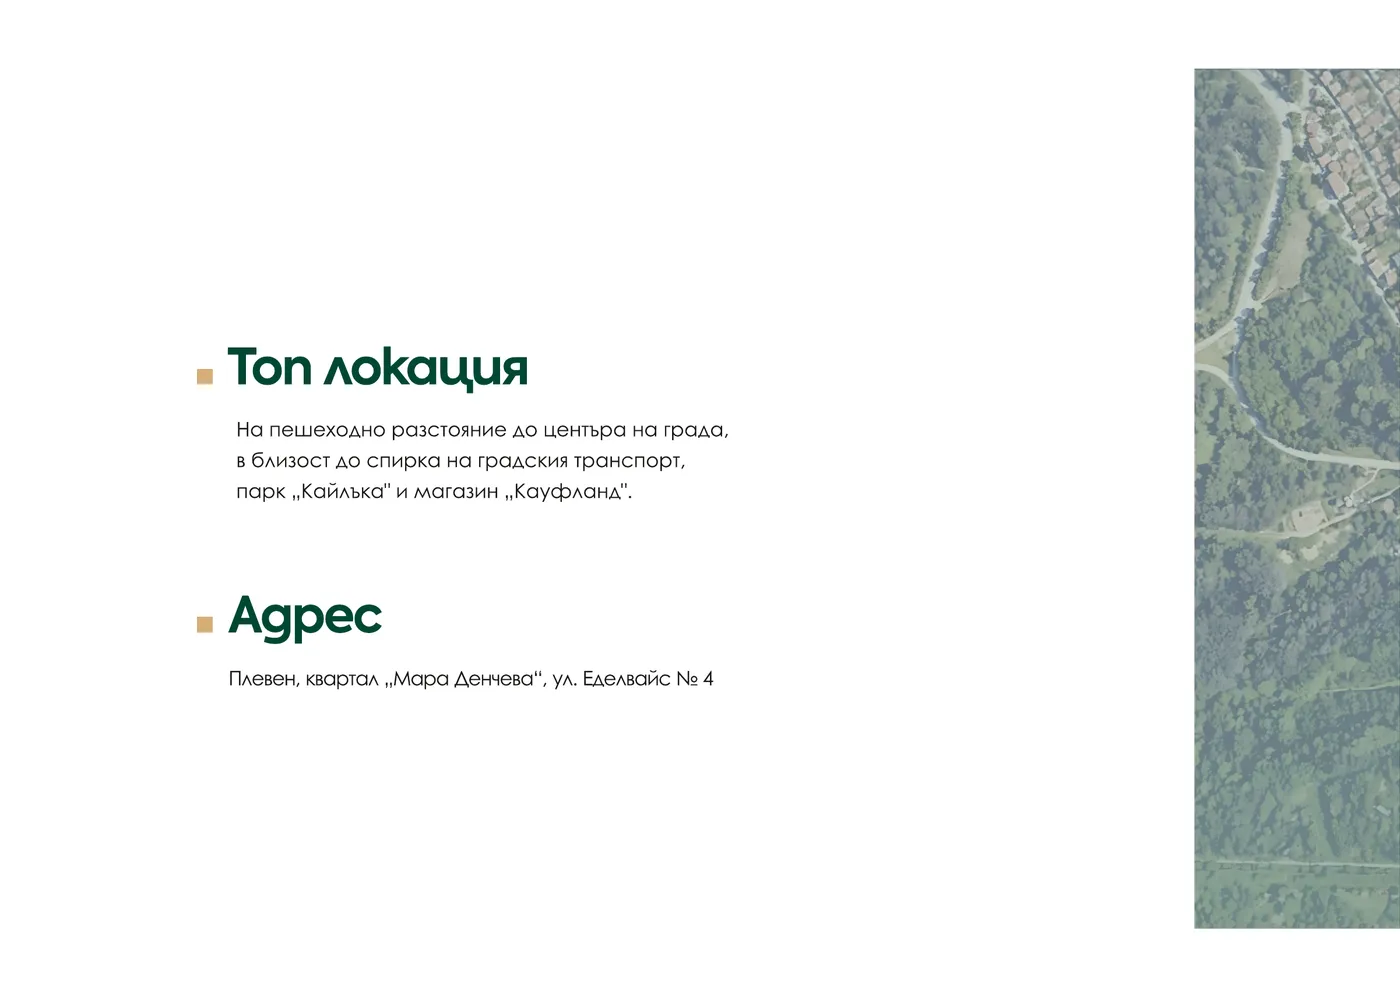 Топ локация
На пешеходно разстояние до центъра на града,
в близост до спирка на градския транспорт,
парк „Кайлъка" и магазин „Кауфланд".
Адрес
Плевен, квартал „Мара Денчева“, ул. Еделвайс № 4